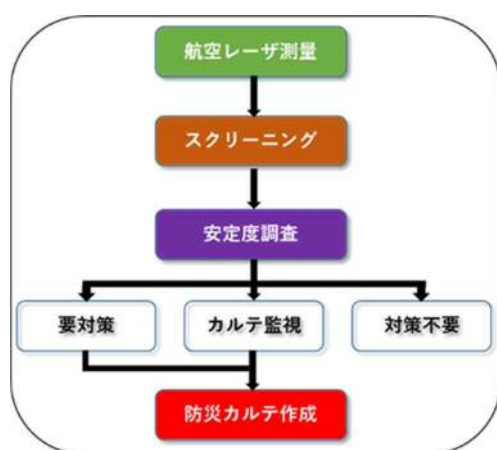 航空レーザ測量
スクリーニング
安定度調査
要対策
カルテ監視
対策不要
防災カルテ作成